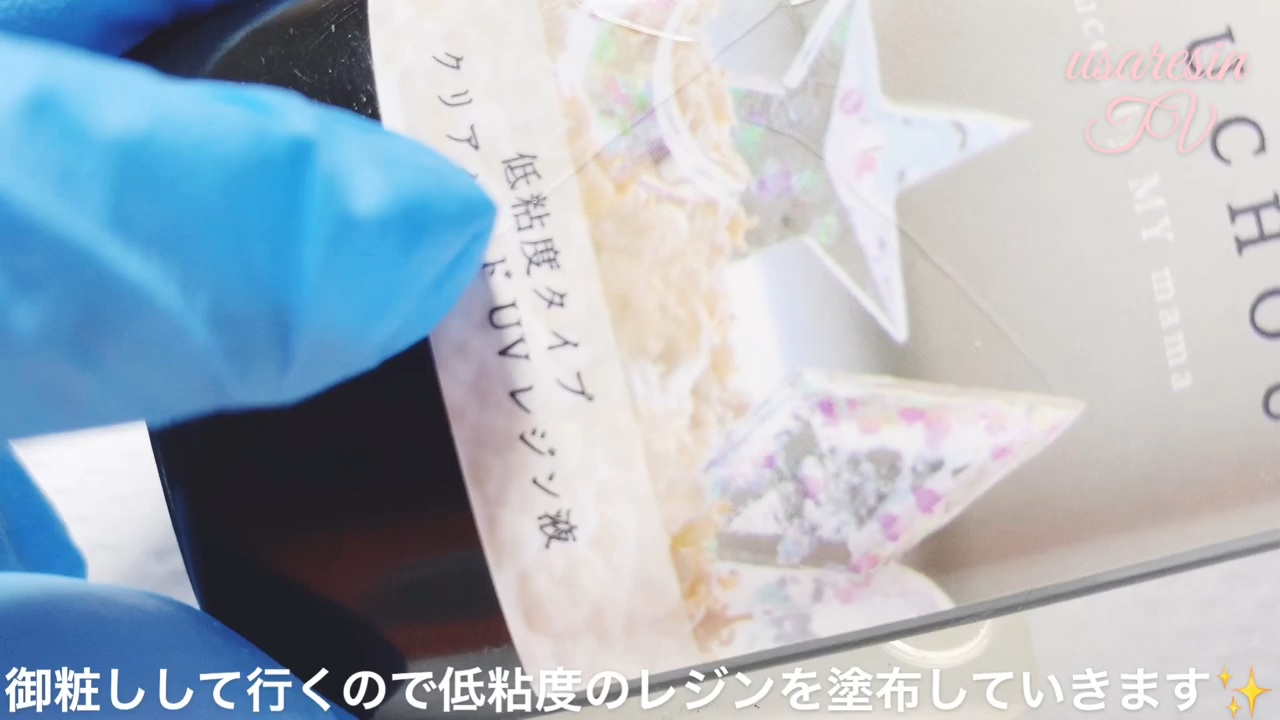 usaresin
TV
UCHO
MY mama
低粘度タイプ
UVレジン液
御粧しして行くので低粘度のレジンを塗布していきます✨